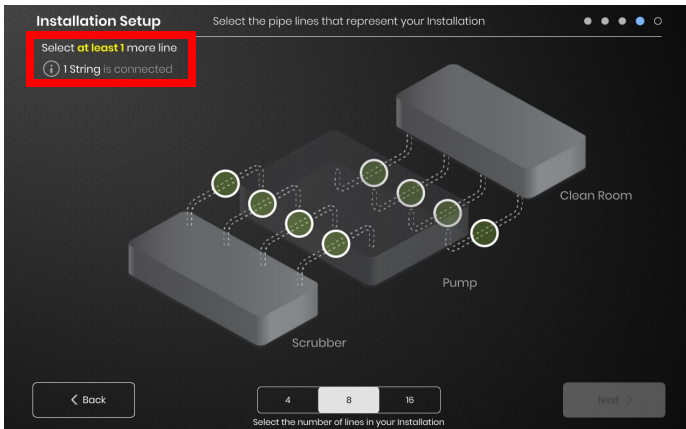 Installation Setup
Select the pipe lines that represent your Installation
Select at least 1 more line
1 String is connected
Clean Room
Pump
Scrubber
Back
4
8
16
Next
Select the number of lines in your Installation